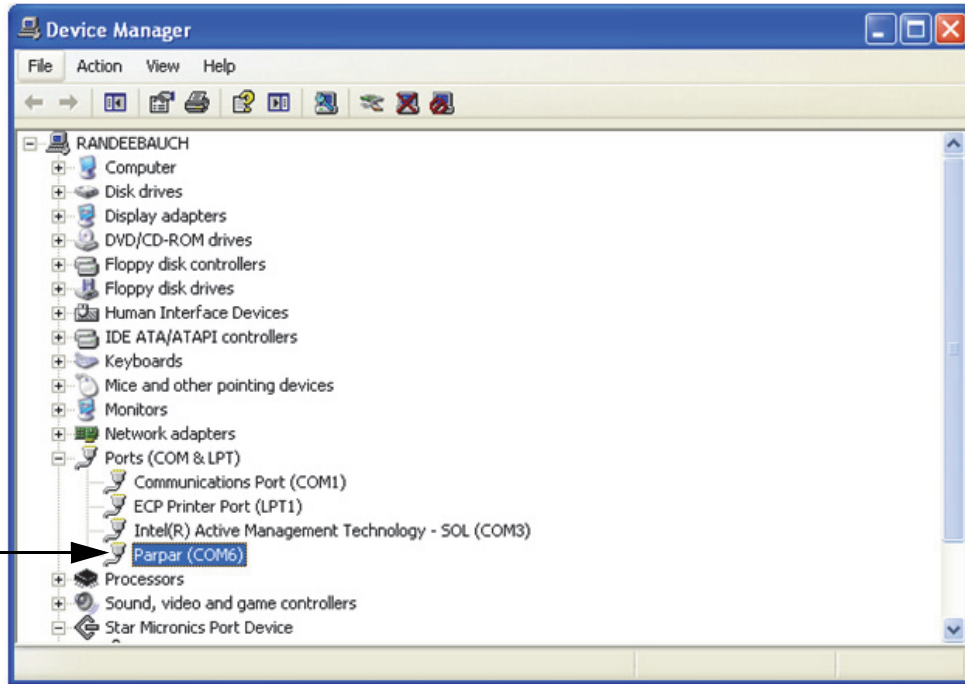 Device Manager
File Action View Help
RANDEEBAUCH
Computer
Disk drives
Display adapters
DVD/CD-ROM drives
Floppy disk controllers
Floppy disk drives
Human Interface Devices
IDE ATA/ATAPI controllers
Keyboards
Mice and other pointing devices
Monitors
Network adapters
Ports (COM & LPT)
Communications Port (COM1)
ECP Printer Port (LPT1)
Intel(R) Active Management Technology - SOL (COM3)
Parpar (COM6)
Processors
Sound, video and game controllers
Star Micronics Port Device